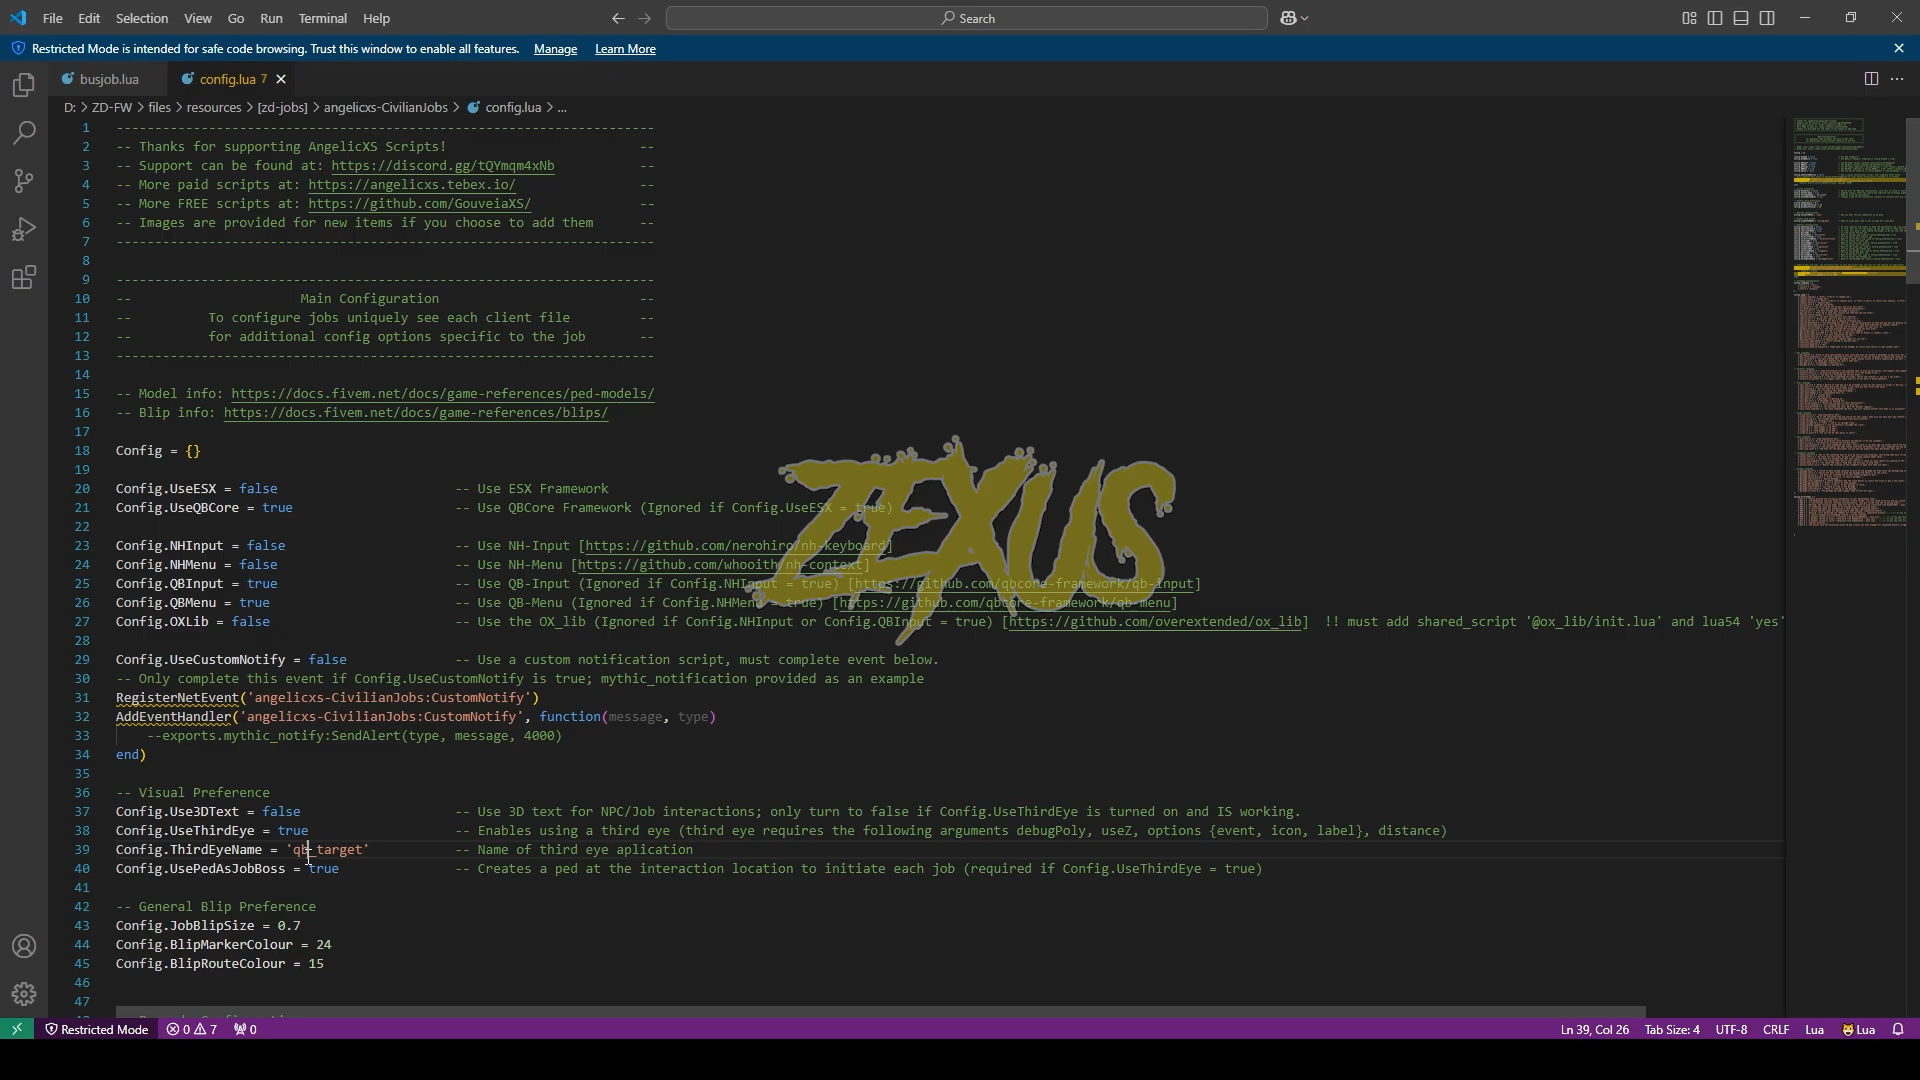 File Edit Selection View Go Run Terminal Help
Search
Restricted Mode is intended for safe code browsing. Trust this window to enable all features. Manage Learn More
busjob.lua
config.lua 7
D: > ZD-FW > files > resources > [zd-jobs] > angelicxs-CivilianJobs > config.lua > ...
1 ----------------------------------------------------------------------
2 -- Thanks for supporting AngelicXS Scripts! --
3 -- Support can be found at: https://discord.gg/tQYmqm4xNb --
4 -- More paid scripts at: https://angelicxs.tebex.io/ --
5 -- More FREE scripts at: https://github.com/GouveiaXS/ --
6 -- Images are provided for new items if you choose to add them --
7 ----------------------------------------------------------------------
8
9 ----------------------------------------------------------------------
10 -- Main Configuration --
11 -- To configure jobs uniquely see each client file --
12 -- for additional config options specific to the job --
13 ----------------------------------------------------------------------
14
15 -- Model info: https://docs.fivem.net/docs/game-references/ped-models/
16 -- Blip info: https://docs.fivem.net/docs/game-references/blips/
17
18 Config = {}
19
20 Config.UseESX = false -- Use ESX Framework
21 Config.UseQBCore = true -- Use QBCore Framework (Ignored if Config.UseESX = true)
22
23 Config.NHInput = false -- Use NH-Input [https://github.com/nerohiro/nh-keyboard]
24 Config.NHMenu = false -- Use NH-Menu [https://github.com/whooith/nh-context]
25 Config.QBInput = true -- Use QB-Input (Ignored if Config.NHInput = true) [https://github.com/qbcore-framework/qb-input]
26 Config.QBMenu = true -- Use QB-Menu (Ignored if Config.NHMenu = true) [https://github.com/qbcore-framework/qb-menu]
27 Config.OXLib = false -- Use the OX_lib (Ignored if Config.NHInput or Config.QBInput = true) [https://github.com/overextended/ox_lib] !! must add shared_script '@ox_lib/init.lua' and lua54 'yes'
28
29 Config.UseCustomNotify = false -- Use a custom notification script, must complete event below.
30 -- Only complete this event if Config.UseCustomNotify is true; mythic_notification provided as an example
31 RegisterNetEvent('angelicxs-CivilianJobs:CustomNotify')
32 AddEventHandler('angelicxs-CivilianJobs:CustomNotify', function(message, type)
33 --exports.mythic_notify:SendAlert(type, message, 4000)
34 end)
35
36 -- Visual Preference
37 Config.Use3DText = false -- Use 3D text for NPC/Job interactions; only turn to false if Config.UseThirdEye is turned on and IS working.
38 Config.UseThirdEye = true -- Enables using a third eye (third eye requires the following arguments debugPoly, useZ, options {event, icon, label}, distance)
39 Config.ThirdEyeName = 'qb_target' -- Name of third eye aplication
40 Config.UsePedAsJobBoss = true -- Creates a ped at the interaction location to initiate each job (required if Config.UseThirdEye = true)
41
42 -- General Blip Preference
43 Config.JobBlipSize = 0.7
44 Config.BlipMarkerColour = 24
45 Config.BlipRouteColour = 15
46
47
ZEXUS
Restricted Mode 0 7 0 Ln 39, Col 26 Tab Size: 4 UTF-8 CRLF Lua Lua